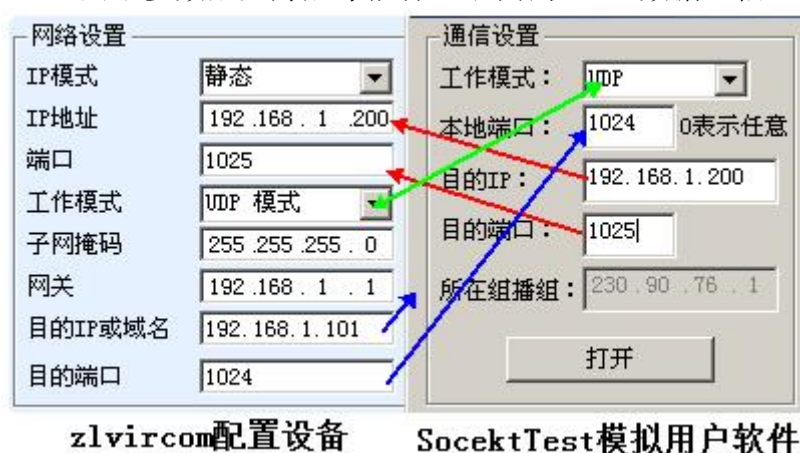 网络设置
IP模式
静态
IP地址
192 .168 . 1 .200
端口
1025
工作模式
UDP 模式
子网掩码
255 .255 .255 . 0
网关
192 .168 . 1 . 1
目的IP或域名
192.168.1.101
目的端口
1024
zlvircom配置设备
通信设置
工作模式：
UDP
本地端口：
1024
0表示任意
目的IP：
192.168.1.200
目的端口：
1025
所在组播组：
230 . 90 . 76 . 1
打开
SocektTest模拟用户软件